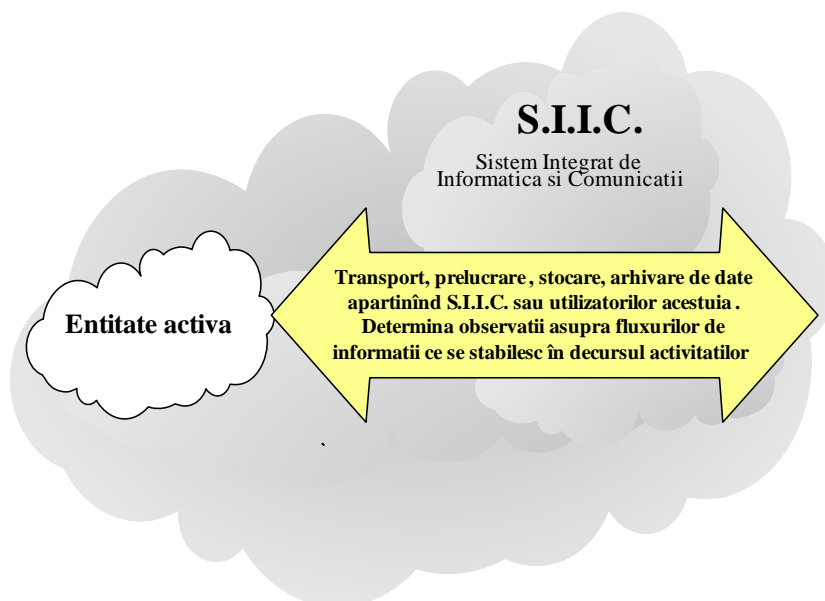 S.I.I.C.
Sistem Integrat de
Informatica si Comunicatii
Transport, prelucrare, stocare, arhivare de date
apartinînd S.I.I.C. sau utilizatorilor acestuia.
Determina observatii asupra fluxurilor de
informatii ce se stabilesc în decursul activitatilor
Entitate activa